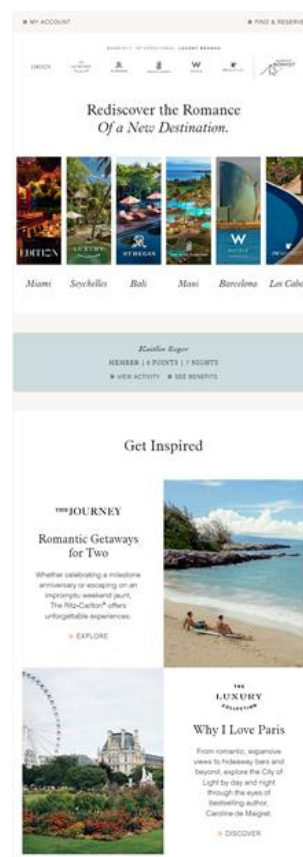 MY ACCOUNT
FIND & RESERVE
MARRIOTT INTERNATIONAL LUXURY BRANDS
EDITION
W
Rediscover the Romance
Of a New Destination.
EDITION
LUXURY
ST REGIS
W
HOTELS
Miami Seychelles Bali Maui Barcelona Los Cabo
MEMBER | 6 POINTS | 7 NIGHTS
VIEW ACTIVITY SEE BENEFITS
Get Inspired
THE JOURNEY
Romantic Getaways
for Two
Whether celebrating a milestone
anniversary or escaping on an
impromptu weekend jaunt,
The Ritz-Carlton® offers
unforgettable experiences.
EXPLORE
THE
LUXURY
COLLECTION
Why I Love Paris
From romantic, expansive
views to hideaway bars and
beyond, explore the City of
Light by day and night
through the eyes of
bestselling author,
Caroline de Maigret.
DISCOVER